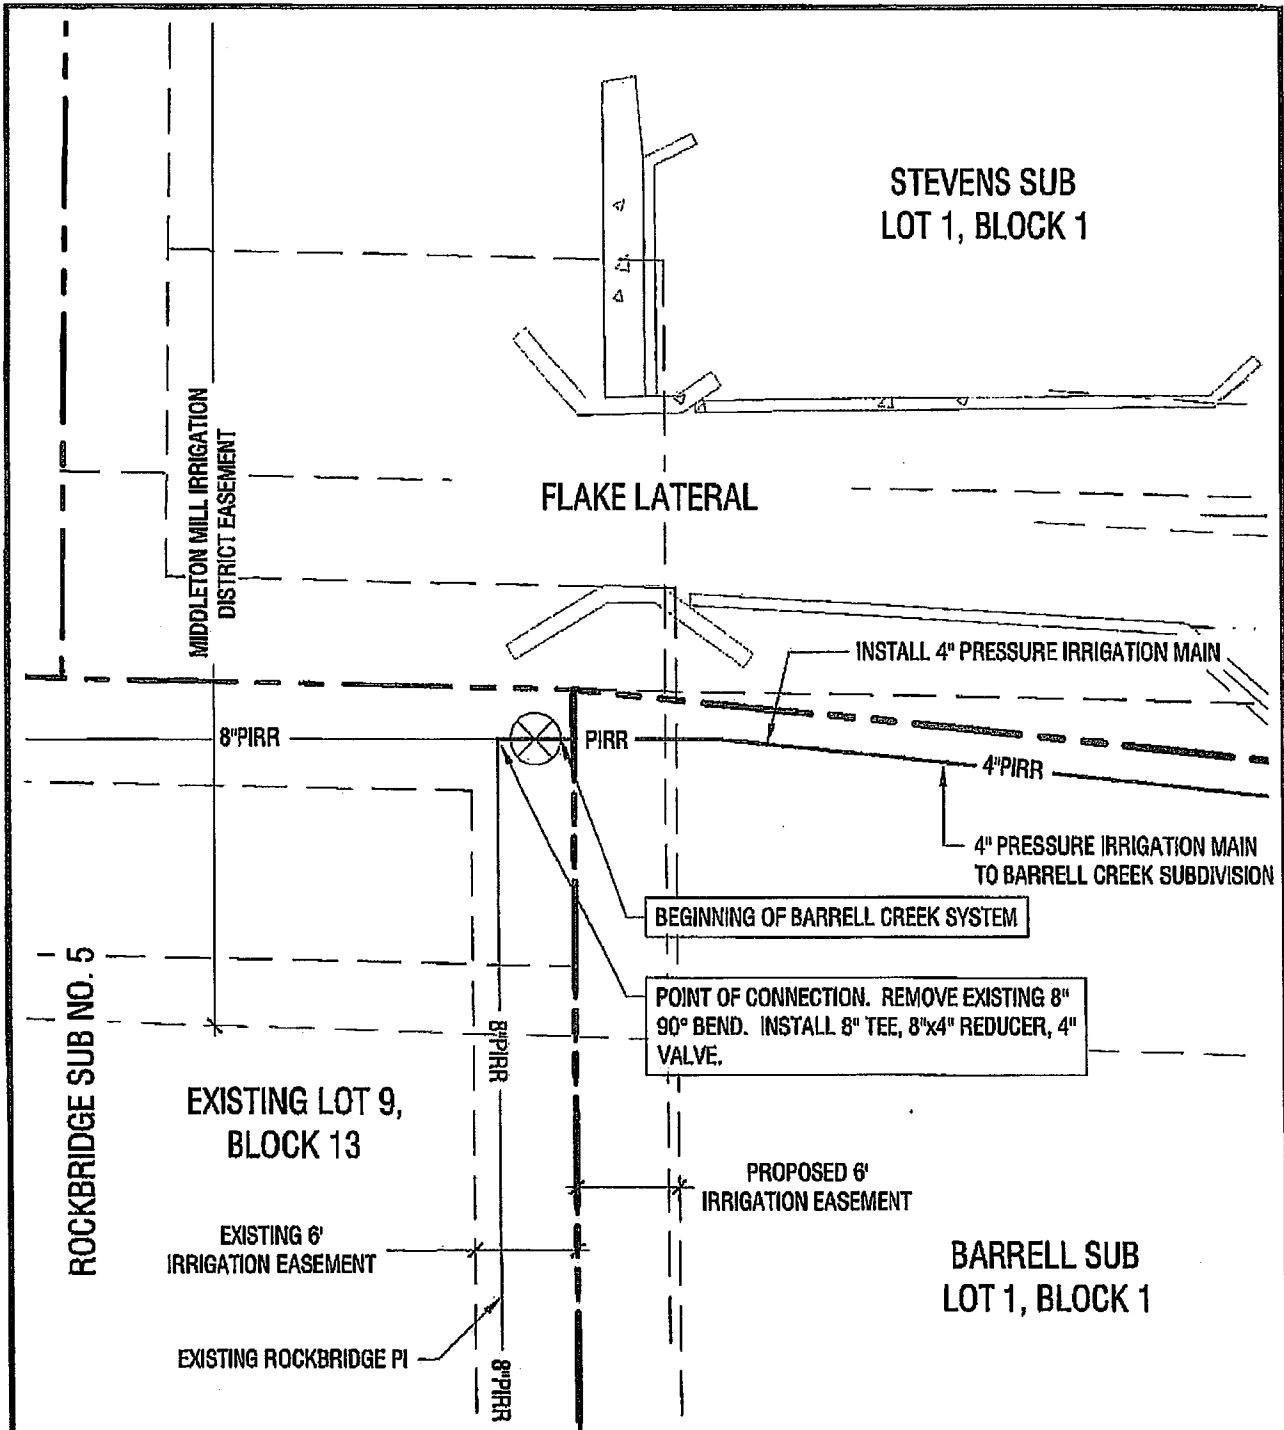 STEVENS SUB
LOT 1, BLOCK 1
MIDDLETON MILL IRRIGATION
DISTRICT EASEMENT
FLAKE LATERAL
INSTALL 4" PRESSURE IRRIGATION MAIN
8"PIRR
PIRR
4"PIRR
4" PRESSURE IRRIGATION MAIN
TO BARRELL CREEK SUBDIVISION
BEGINNING OF BARRELL CREEK SYSTEM
POINT OF CONNECTION. REMOVE EXISTING 8"
90° BEND. INSTALL 8" TEE, 8"x4" REDUCER, 4"
VALVE.
ROCKBRIDGE SUB NO. 5
8"PIRR
EXISTING LOT 9,
BLOCK 13
PROPOSED 6'
IRRIGATION EASEMENT
EXISTING 6'
IRRIGATION EASEMENT
BARRELL SUB
LOT 1, BLOCK 1
EXISTING ROCKBRIDGE PI
8"PIRR